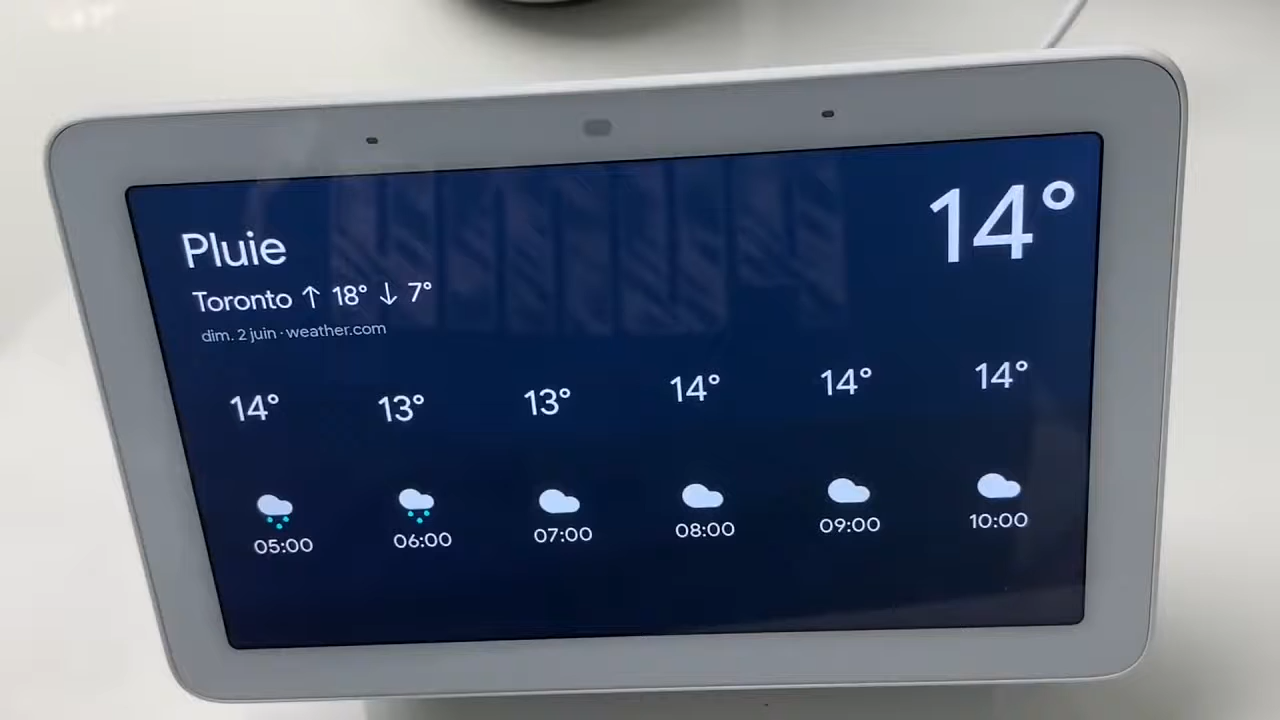 Pluie
14°
Toronto ↑ 18° ↓ 7°
dim. 2 juin · weather.com
14° 13° 13° 14° 14° 14°
05:00 06:00 07:00 08:00 09:00 10:00